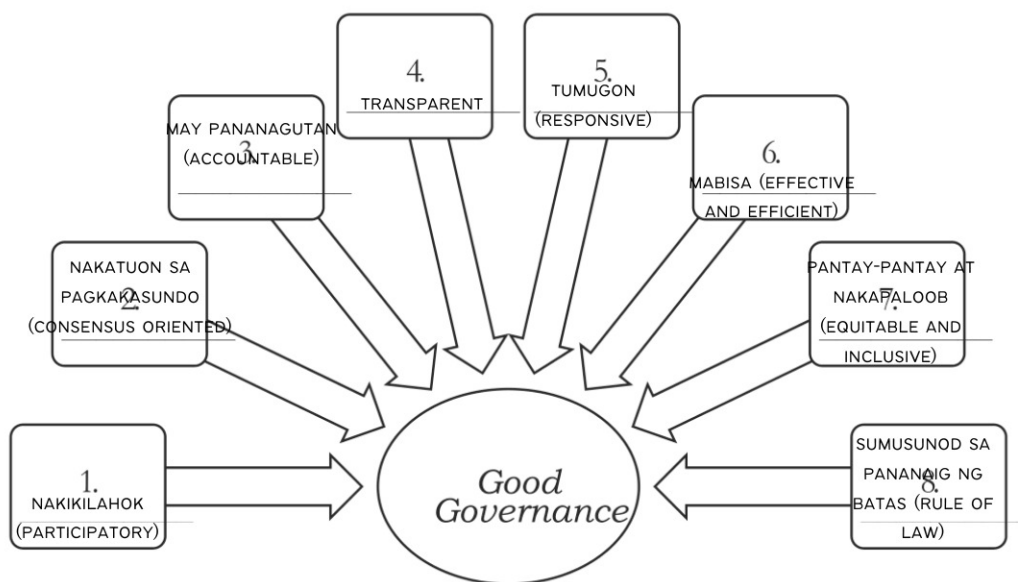 4.
TRANSPARENT
5.
TUMUGON
(RESPONSIVE)
3.
MAY PANANAGUTAN
(ACCOUNTABLE)
6.
MABISA (EFFECTIVE
AND EFFICIENT)
2.
NAKATUON SA
PAGKAKASUNDO
(CONSENSUS ORIENTED)
7.
PANTAY-PANTAY AT
NAKAPALOOB
(EQUITABLE AND
INCLUSIVE)
1.
NAKIKILAHOK
(PARTICIPATORY)
Good
Governance
8.
SUMUSUNOD SA
PANANAIG NG
BATAS (RULE OF
LAW)